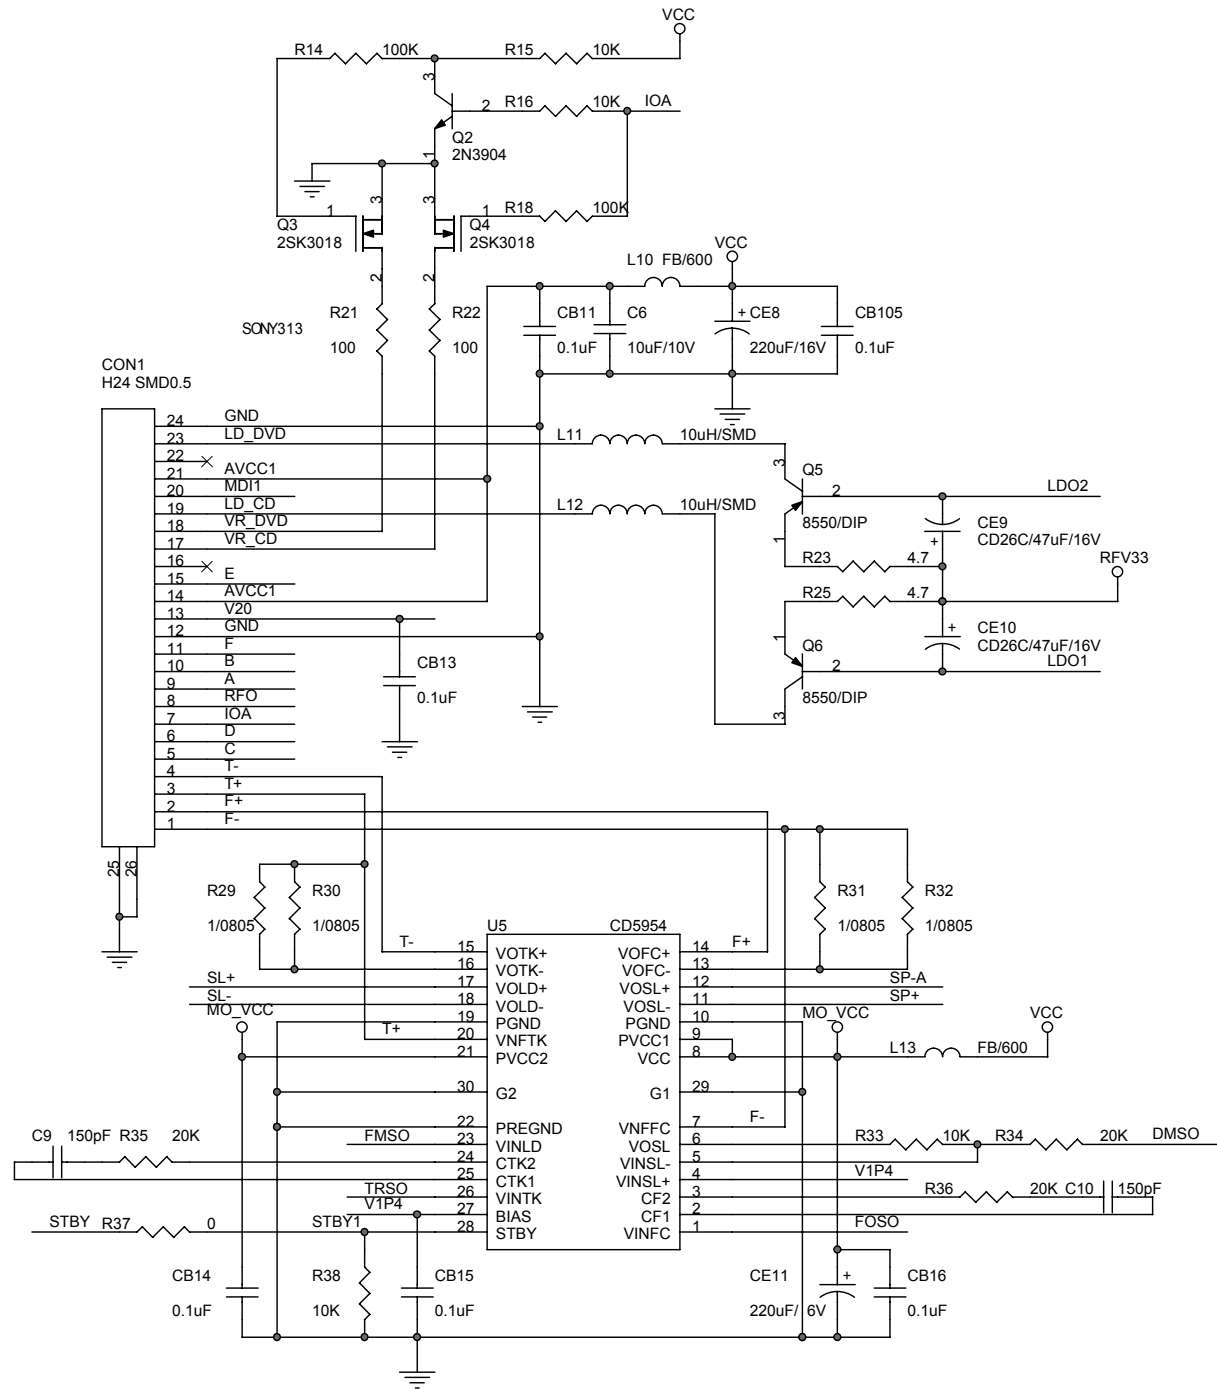 VCC
R14 100K R15 10K
3
2 R16 10K IOA
Q2
2N3904
1
3 3
1 1 R18 100K
Q3 Q4
2SK3018 2SK3018
VCC
L10 FB/600
2 2
R21 R22 CB11 C6 + CE8 CB105
SONY313
100 100 0.1uF 10uF/10V 220uF/16V 0.1uF
CON1
H24 SMD0.5
24 GND
23 LD_DVD L11 10uH/SMD
22
21 AVCC1
20 MDI1
19 LD_CD L12 10uH/SMD
18 VR_DVD
17 VR_CD
16
15 E
14 AVCC1
13 V20
12 GND
11 F
10 B
9 A
8 RFO
7 IOA
6 D
5 C
4 T-
3 T+
2 F+
1 F-
25 26
3 Q5
2 LDO2
8550/DIP
1
CE9
+ CD26C/47uF/16V
R23 4.7
RFV33
R25 4.7
1
+ CE10
CD26C/47uF/16V
Q6
2 LDO1
8550/DIP
3
CB13
0.1uF
R29 R30 R31 R32
1/0805 1/0805 1/0805 1/0805
U5 CD5954
T- 15 VOTK+ VOFC+ 14 F+
16 VOTK- VOFC- 13
SL+ 17 VOLD+ VOSL+ 12 SP-A
SL- 18 VOLD- VOSL- 11 SP+
MO_VCC 19 PGND PGND 10 MO_VCC VCC
T+ 20 VNFTK PVCC1 9
21 PVCC2 VCC 8 L13 FB/600
30 G2 G1 29
22 PREGND VNFFC 7 F-
C9 150pF R35 20K FMSO 23 VINLD VOSL 6 R33 10K R34 20K DMSO
24 CTK2 VINSL- 5
25 CTK1 VINSL+ 4 V1P4
TRSO 26 VINTK CF2 3 R36 20K C10 150pF
V1P4 27 BIAS CF1 2
STBY R37 0 STBY1 28 STBY VINFC 1 FOSO
CB14 R38 CB15 CE11 + CB16
0.1uF 10K 0.1uF 220uF/ 6V 0.1uF